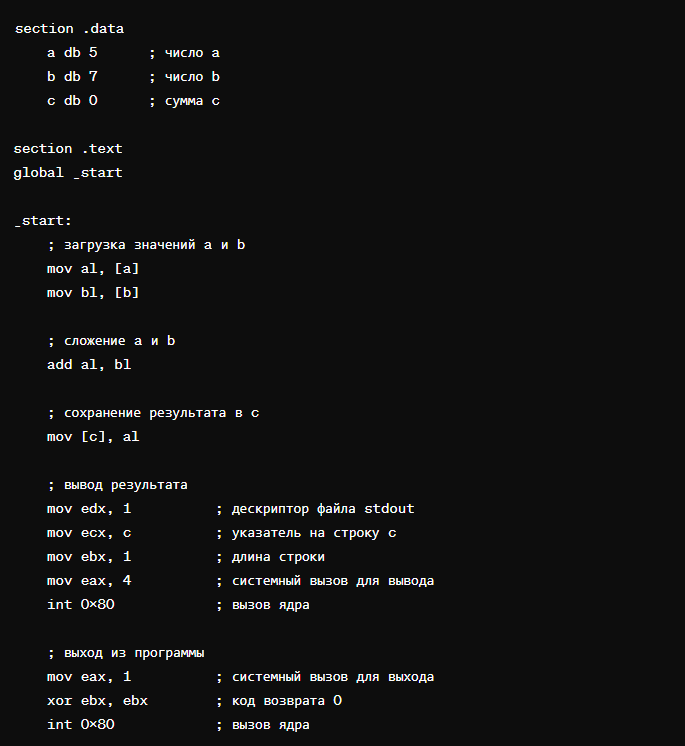 section .data
    a db 5      ; число a
    b db 7      ; число b
    c db 0      ; сумма c

section .text
global _start

_start:
    ; загрузка значений a и b
    mov al, [a]
    mov bl, [b]

    ; сложение a и b
    add al, bl

    ; сохранение результата в c
    mov [c], al

    ; вывод результата
    mov edx, 1          ; дескриптор файла stdout
    mov ecx, c          ; указатель на строку c
    mov ebx, 1          ; длина строки
    mov eax, 4          ; системный вызов для вывода
    int 0×80            ; вызов ядра

    ; выход из программы
    mov eax, 1          ; системный вызов для выхода
    xor ebx, ebx        ; код возврата 0
    int 0×80            ; вызов ядра